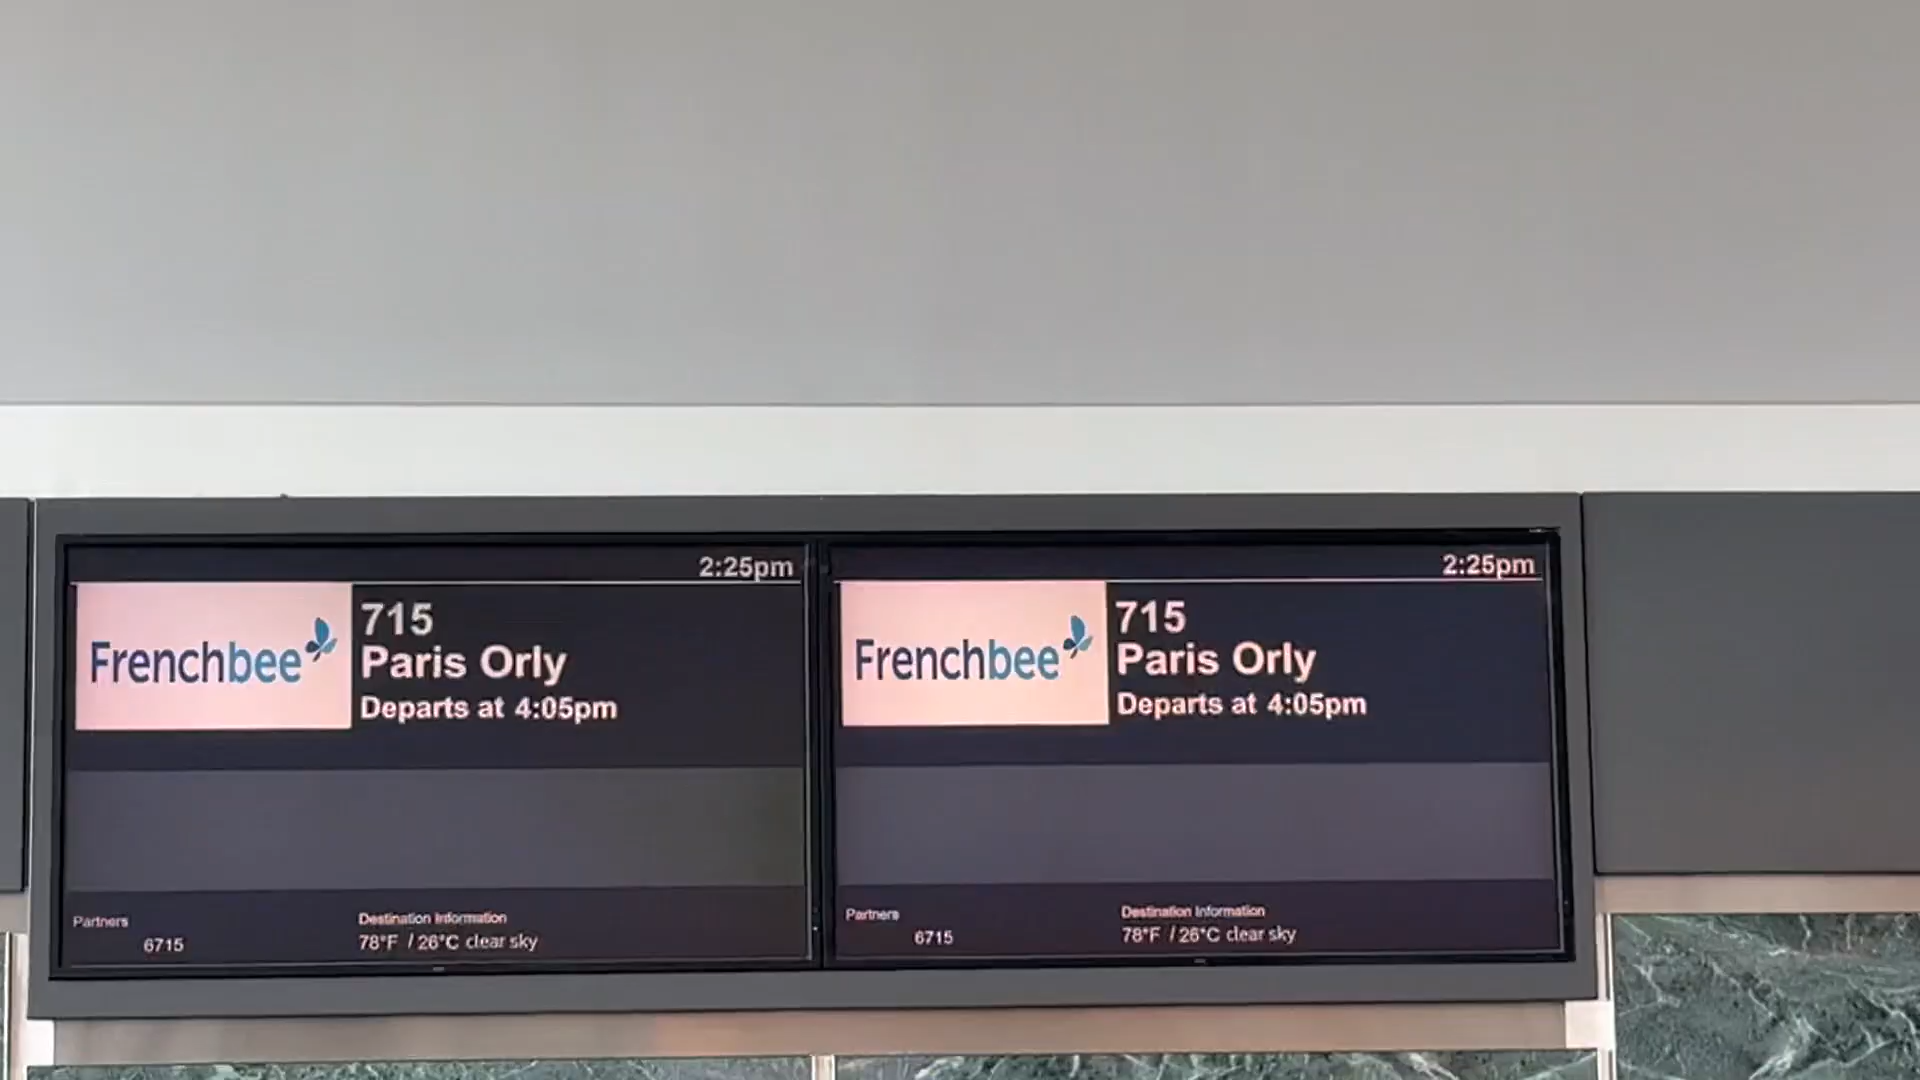 2:25pm
Frenchbee
715
Paris Orly
Departs at 4:05pm
Partners
6715
Destination Information
78°F / 26°C clear sky
2:25pm
Frenchbee
715
Paris Orly
Departs at 4:05pm
Partners
6715
Destination Information
78°F / 26°C clear sky